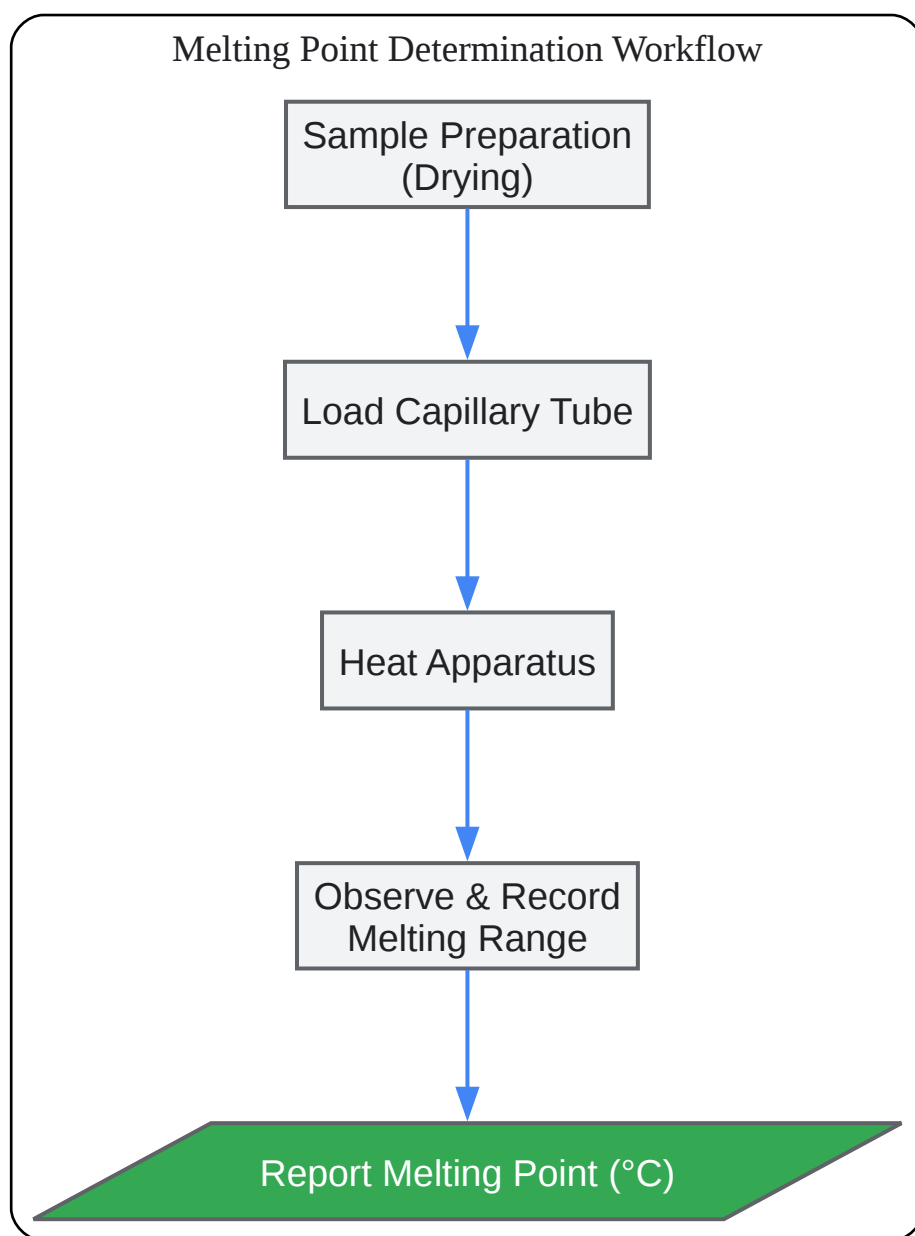 Melting Point Determination Workflow
Sample Preparation
(Drying)
Load Capillary Tube
Heat Apparatus
Observe & Record
Melting Range
Report Melting Point (°C)